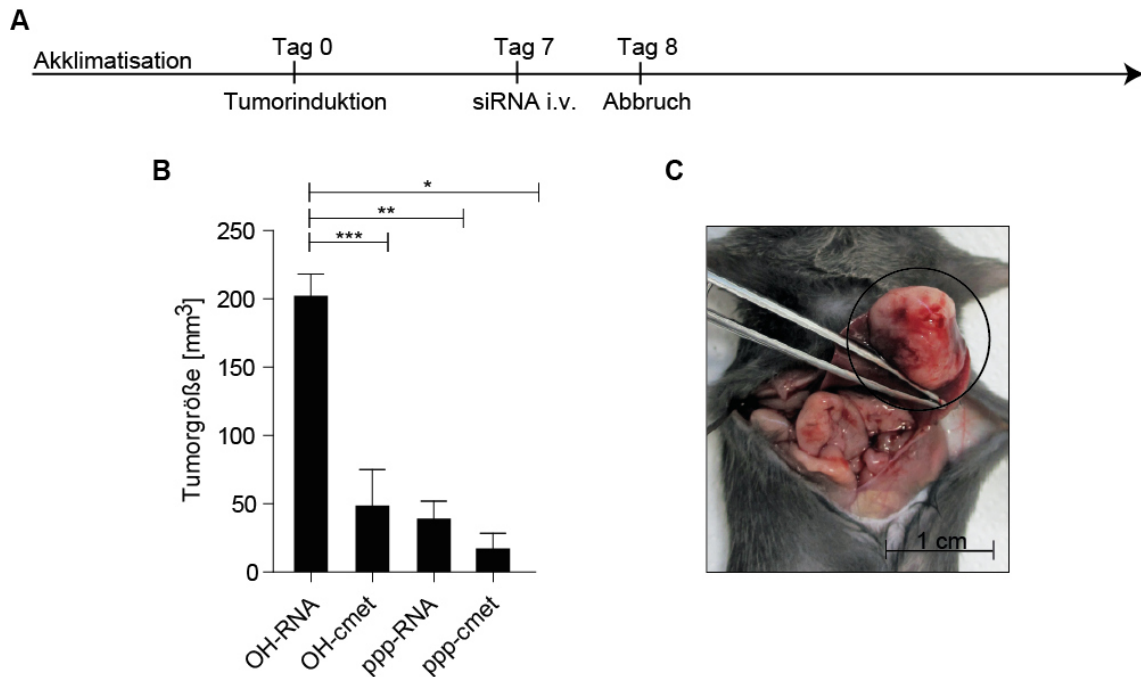 A
Tag 0
Tag 7
Tag 8
Akklimatisation
Tumorinduktion
siRNA i.v.
Abbruch
B
*
**
***
Tumorgröße [mm³]
250
200
150
100
50
0
OH-RNA
OH-cmet
ppp-RNA
ppp-cmet
C
1 cm